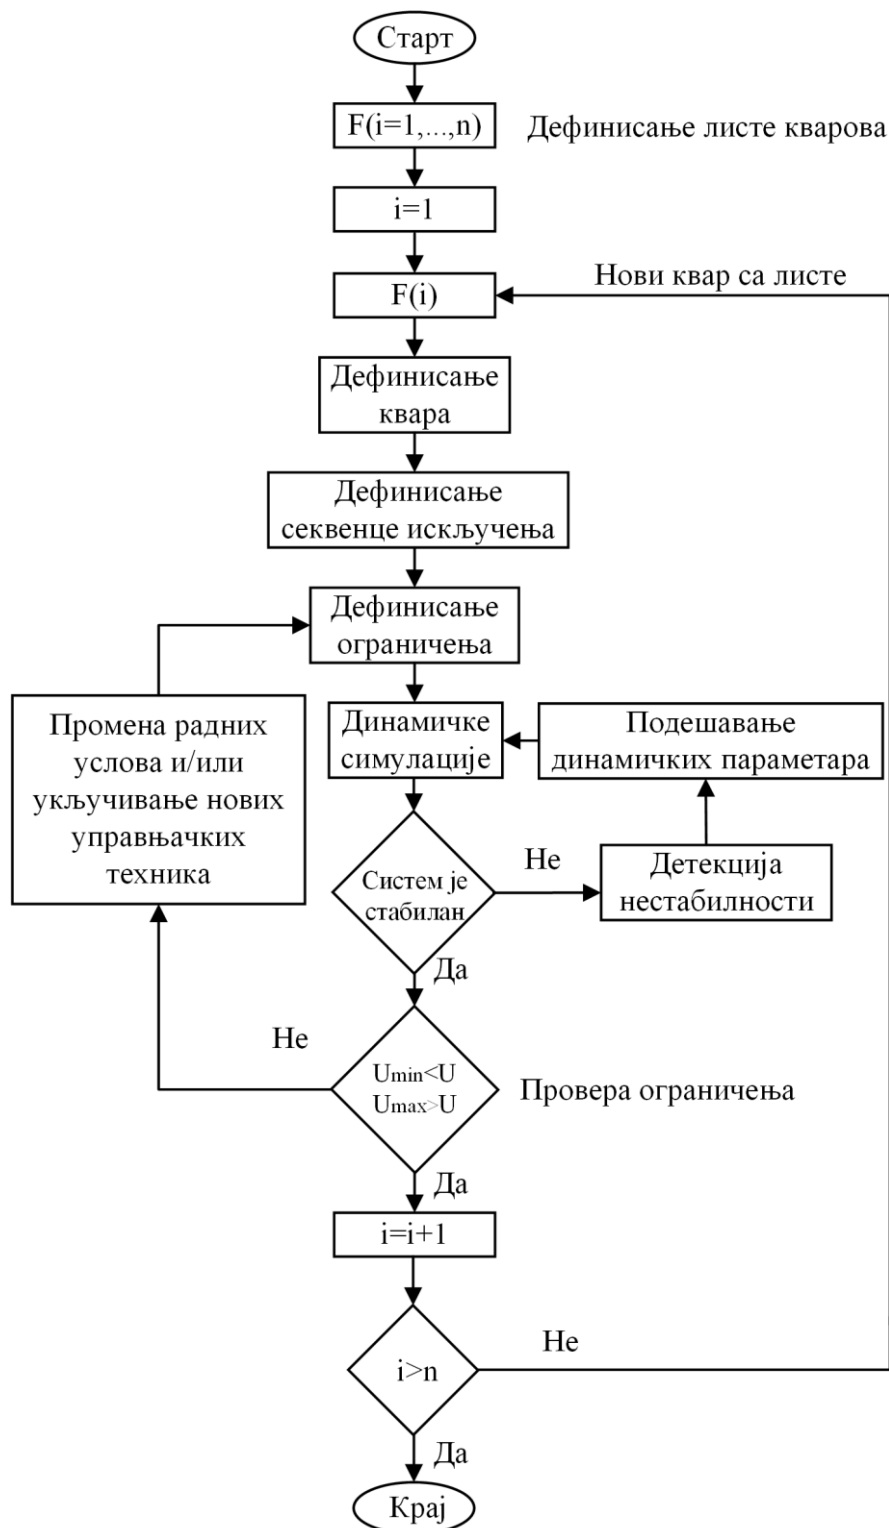 Старт
F(i=1,...,n)
Дефинисање листе кварова
i=1
Нови квар са листе
F(i)
Дефинисање
квара
Дефинисање
секвенце искључења
Дефинисање
ограничења
Промена радних
услова и/или
укључивање нових
управњачких
техника
Динамичке
симулације
Подешавање
динамичких параметара
Систем је
стабилан
Не
Детекција
нестабилности
Да
Не
Umin<U
Umax>U
Провера ограничења
Да
i=i+1
i>n
Не
Да
Крај